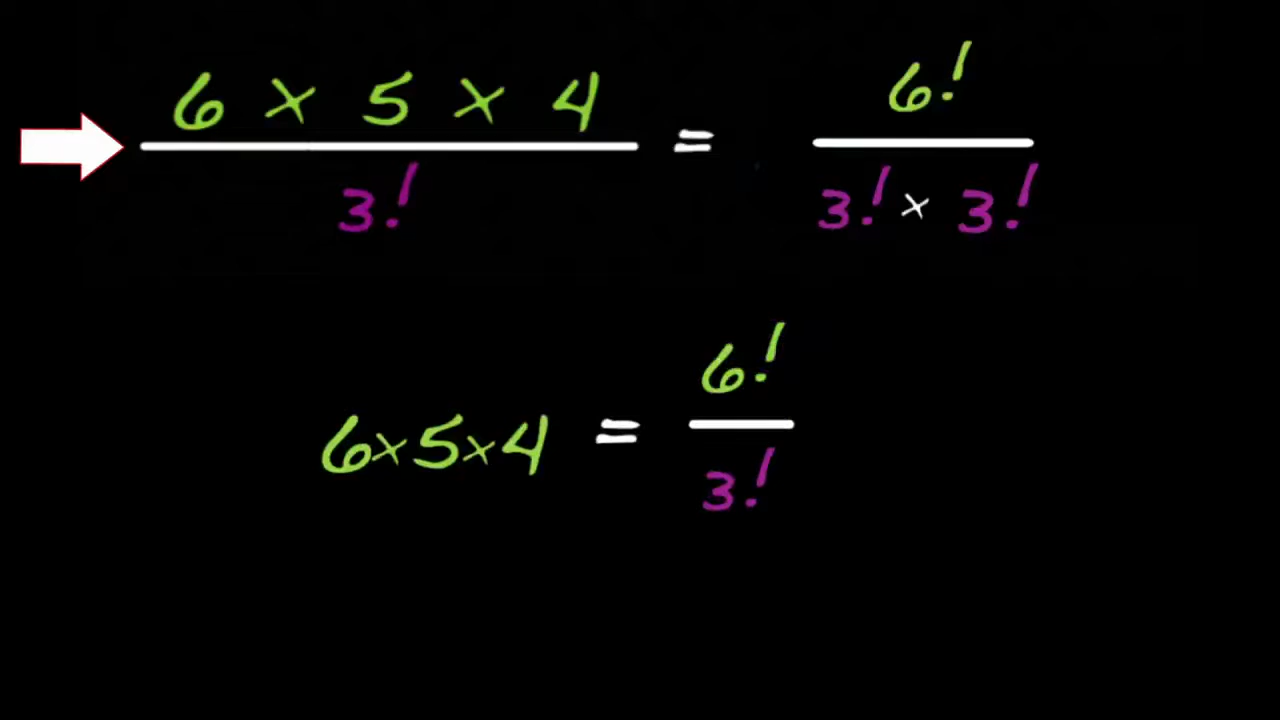 6 × 5 × 4 / 3! = 6! / 3! × 3!
6×5×4 = 6! / 3!